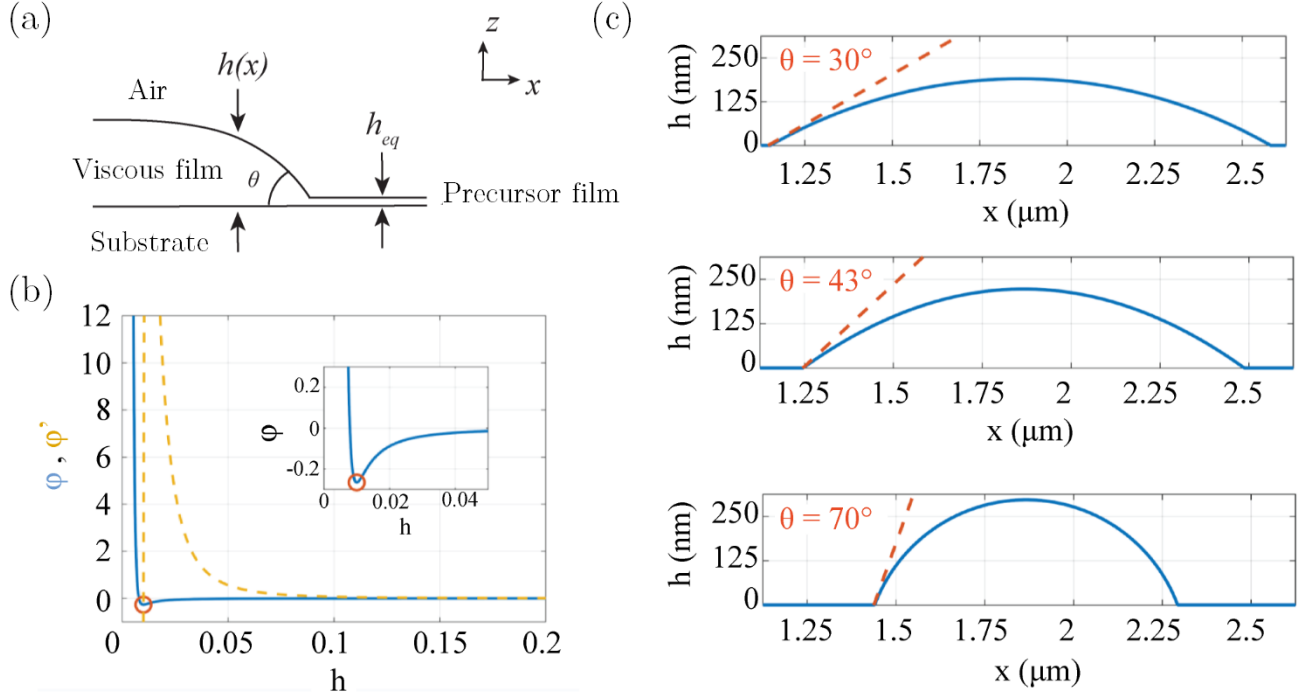 (a)
Air
h(x)
z
x
h_eq
Viscous film
θ
Precursor film
Substrate
(b)
φ , φ'
12
10
8
6
4
2
0
0
0.05
0.1
0.15
0.2
h
φ
0.2
0
-0.2
0
0.02
0.04
h
(c)
h (nm)
250
125
0
θ = 30°
1.25
1.5
1.75
2
2.25
2.5
x (μm)
h (nm)
250
125
0
θ = 43°
1.25
1.5
1.75
2
2.25
2.5
x (μm)
h (nm)
250
125
0
θ = 70°
1.25
1.5
1.75
2
2.25
2.5
x (μm)